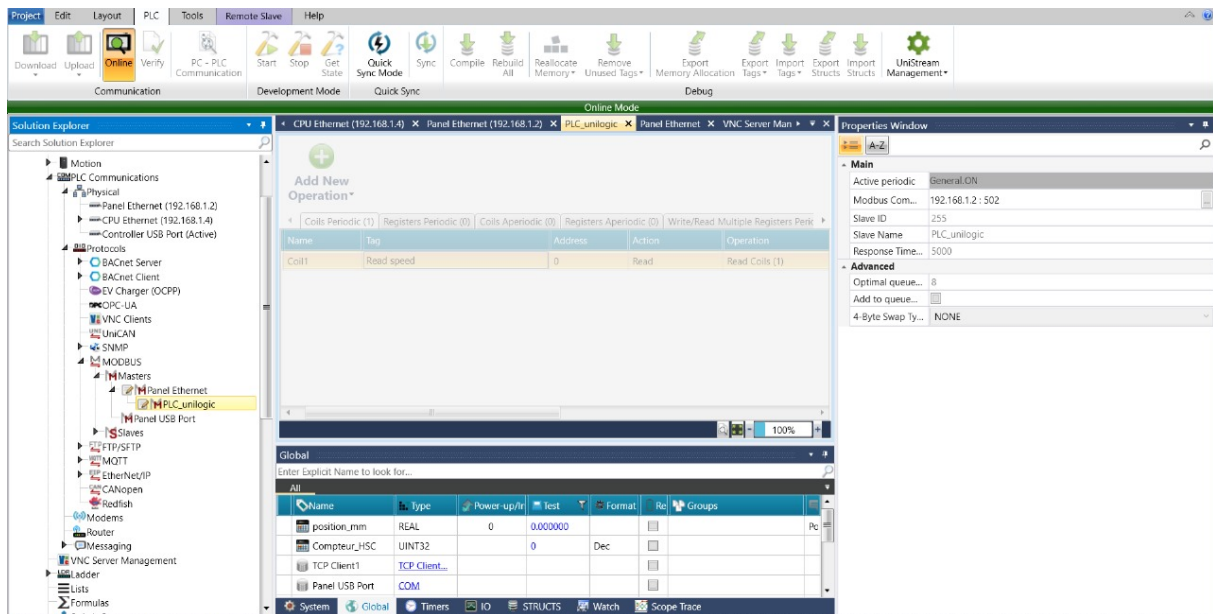 Project Edit Layout PLC Tools Remote Slave Help
Download Upload Online Verify PC - PLC Communication Start Stop Get State Quick Sync Mode Sync Compile Rebuild All Reallocate Memory Remove Unused Tags Export Memory Allocation Export Tags Import Tags Export Structs Import Structs UniStream Management
Communication Development Mode Quick Sync Debug
Online Mode
Solution Explorer
Search Solution Explorer
Motion
PLC Communications
Physical
Panel Ethernet (192.168.1.2)
CPU Ethernet (192.168.1.4)
Controller USB Port (Active)
Protocols
BACnet Server
BACnet Client
EV Charger (OCPP)
OPC-UA
VNC Clients
UniCAN
SNMP
MODBUS
Masters
Panel Ethernet
PLC_unilogic
Panel USB Port
Slaves
FTP/SFTP
MQTT
EtherNet/IP
CANopen
Redfish
Modems
Router
Messaging
VNC Server Management
Ladder
Lists
Formulas
CPU Ethernet (192.168.1.4) Panel Ethernet (192.168.1.2) PLC_unilogic Panel Ethernet VNC Server Man
Add New Operation
Coils Periodic (1) Registers Periodic (0) Coils Aperiodic (0) Registers Aperiodic (0) Write/Read Multiple Registers Peric
Name Tag Address Action Operation
Coil1 Read speed 0 Read Read Coils (1)
100%
Global
Enter Explicit Name to look for...
All
Name Type Power-up/Ir Test Format Re Groups
position_mm REAL 0 0.000000 Po
Compteur_HSC UINT32 0 Dec
TCP Client1 TCP Client...
Panel USB Port COM
System Global Timers IO STRUCTS Watch Scope Trace
Properties Window
A-Z
Main
Active periodic General.ON
Modbus Com... 192.168.1.2 : 502
Slave ID 255
Slave Name PLC_unilogic
Response Time... 5000
Advanced
Optimal queue... 8
Add to queue...
4-Byte Swap Ty... NONE